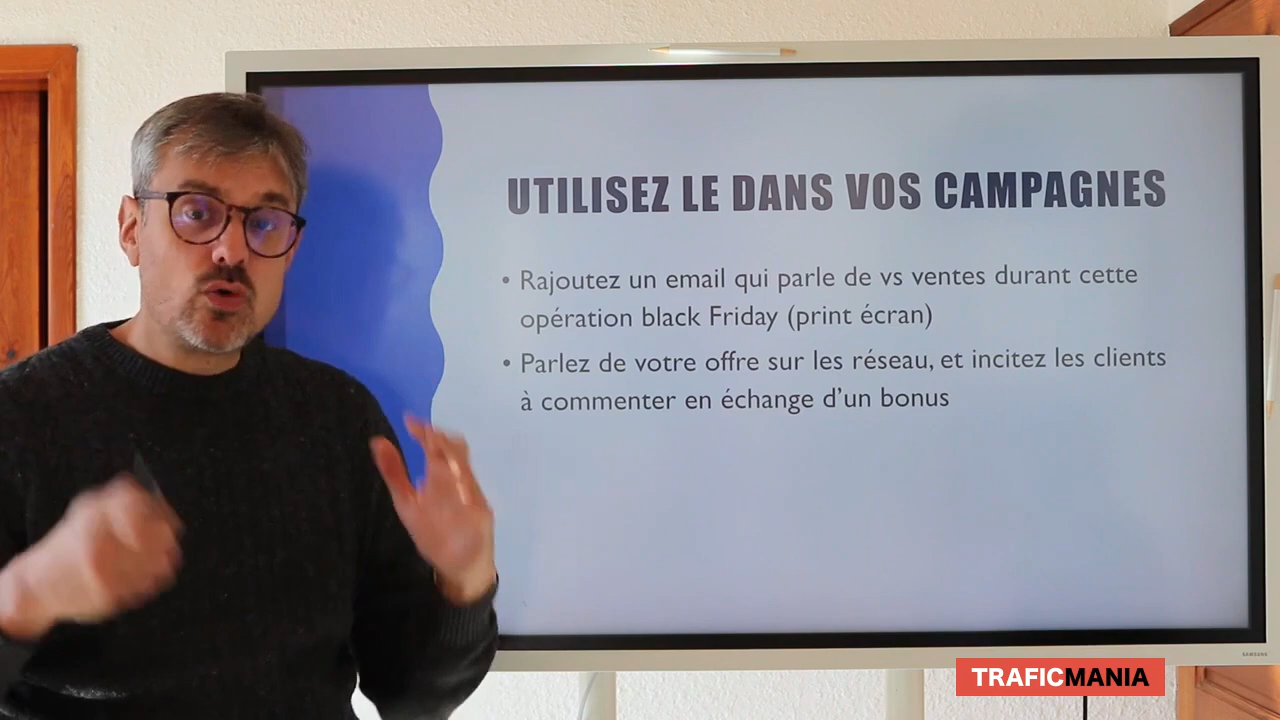 UTILISEZ LE DANS VOS CAMPAGNES
• Rajoutez un email qui parle de vs ventes durant cette
opération black Friday (print écran)
• Parlez de votre offre sur les réseau, et incitez les clients
à commenter en échange d'un bonus
SAMSUNG
TRAFICMANIA